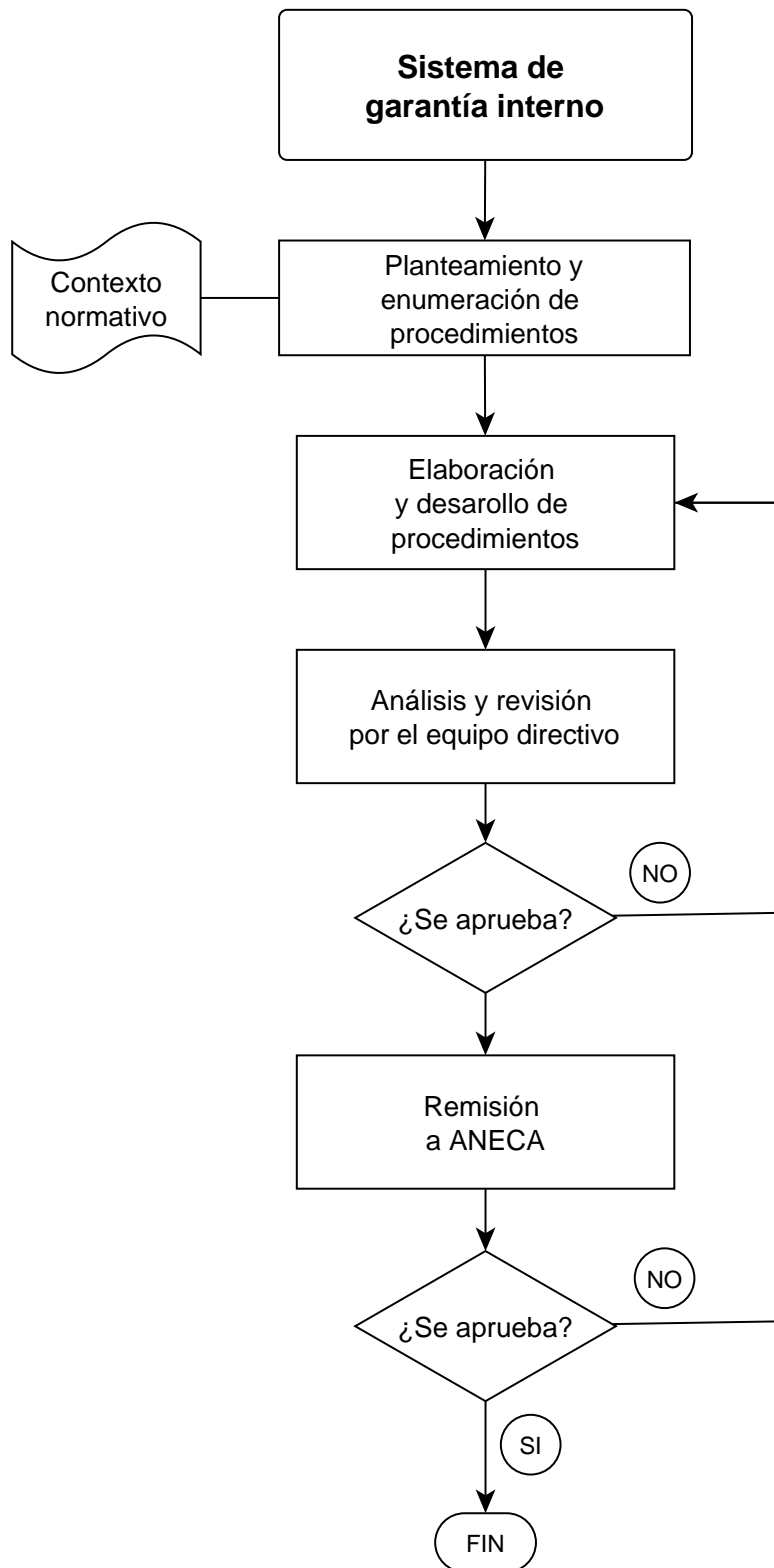 Sistema de
garantía interno
Contexto
normativo
Planteamiento y
enumeración de
procedimientos
Elaboración
y desarollo de
procedimientos
Análisis y revisión
por el equipo directivo
¿Se aprueba?
NO
Remisión
a ANECA
¿Se aprueba?
NO
SI
FIN